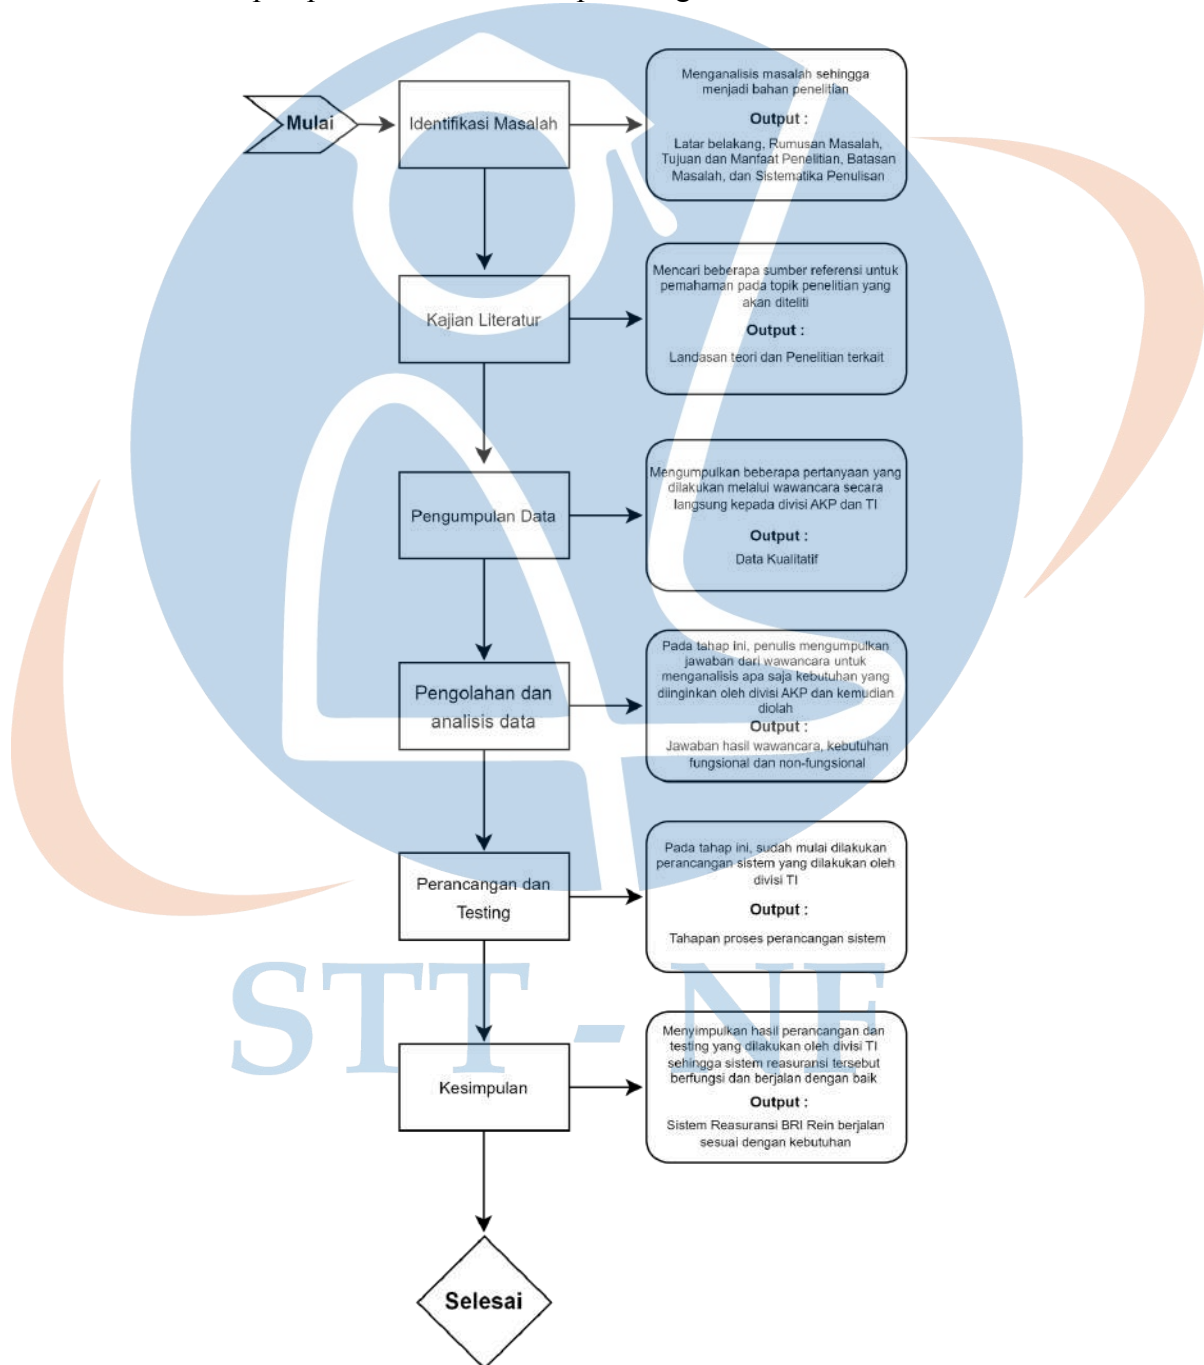 Mulai
Identifikasi Masalah
Menganalisis masalah sehingga
menjadi bahan penelitian
Output :
Latar belakang, Rumusan Masalah,
Tujuan dan Manfaat Penelitian, Batasan
Masalah, dan Sistematika Penulisan
Kajian Literatur
Mencari beberapa sumber referensi untuk
pemahaman pada topik penelitian yang
akan diteliti
Output :
Landasan teori dan Penelitian terkait
Pengumpulan Data
Mengumpulkan beberapa pertanyaan yang
dilakukan melalui wawancara secara
langsung kepada divisi AKP dan TI
Output :
Data Kualitatif
Pengolahan dan
analisis data
Pada tahap ini, penulis mengumpulkan
jawaban dari wawancara untuk
menganalisis apa saja kebutuhan yang
diinginkan oleh divisi AKP dan kemudian
diolah
Output :
Jawaban hasil wawancara, kebutuhan
fungsional dan non-fungsional
Perancangan dan
Testing
Pada tahap ini, sudah mulai dilakukan
perancangan sistem yang dilakukan oleh
divisi TI
Output :
Tahapan proses perancangan sistem
STT - NF
Kesimpulan
Menyimpulkan hasil perancangan dan
testing yang dilakukan oleh divisi TI
sehingga sistem reasuransi tersebut
berfungsi dan berjalan dengan baik
Output :
Sistem Reasuransi BRI Rein berjalan
sesuai dengan kebutuhan
Selesai